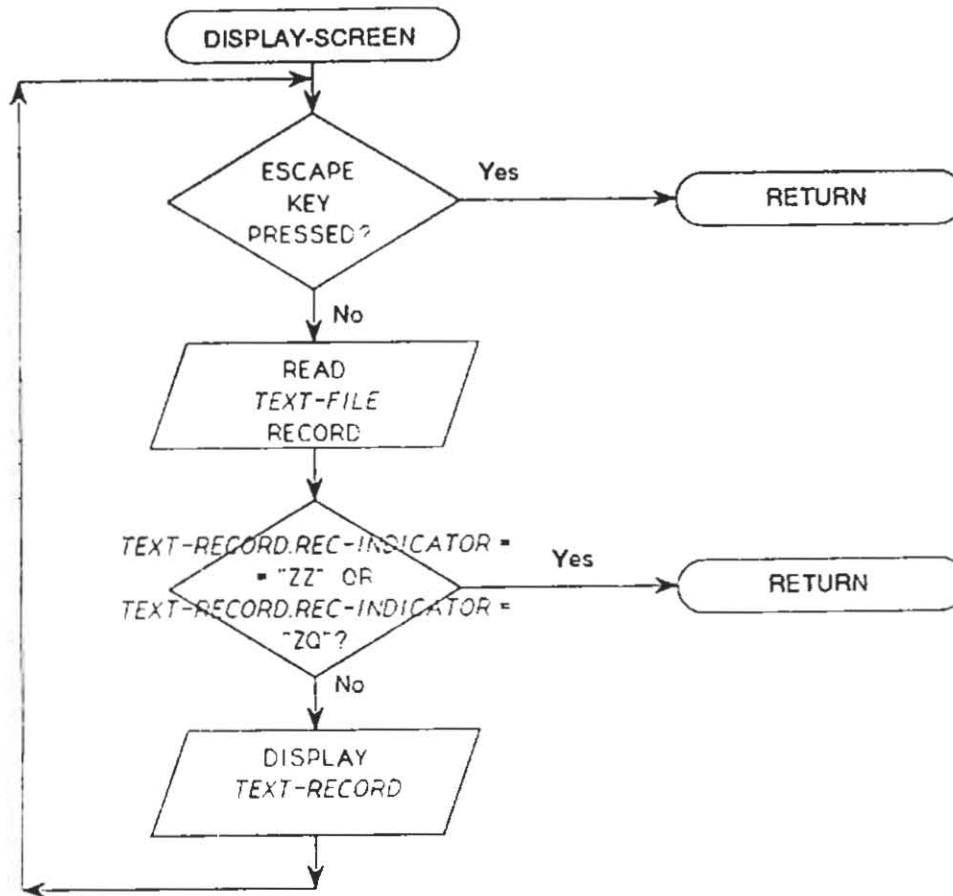 DISPLAY-SCREEN
ESCAPE
KEY
PRESSED?
Yes
RETURN
No
READ
TEXT-FILE
RECORD
TEXT-RECORD.REC-INDICATOR =
= "ZZ" OR
TEXT-RECORD.REC-INDICATOR =
"ZQ"?
Yes
RETURN
No
DISPLAY
TEXT-RECORD